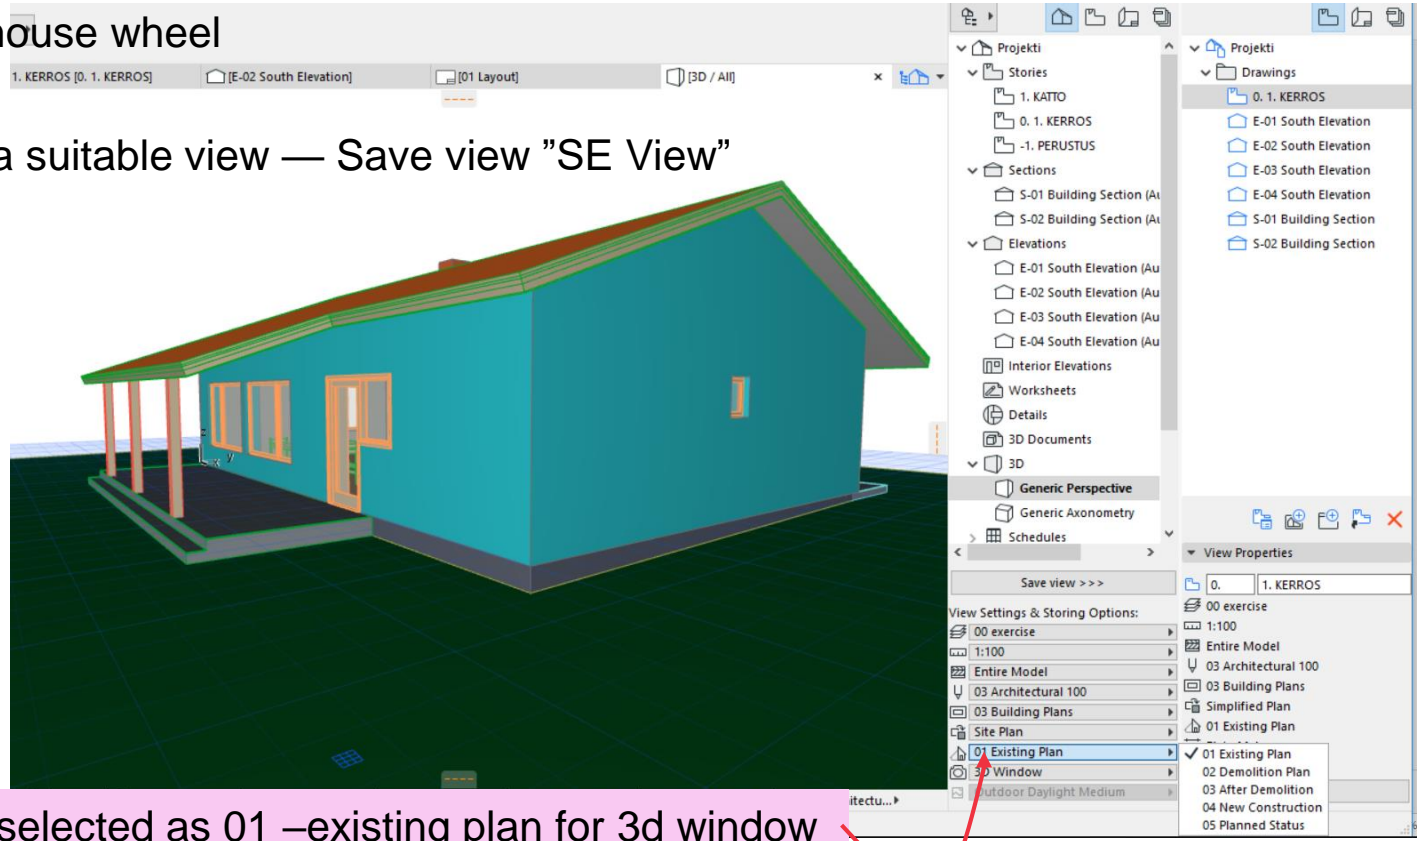 mouse wheel
1. KERROS [0. 1. KERROS]
[E-02 South Elevation]
[01 Layout]
[3D / All]
a suitable view — Save view ”SE View”
Projekti
Stories
1. KATTO
0. 1. KERROS
-1. PERUSTUS
Sections
S-01 Building Section (Au
S-02 Building Section (Au
Elevations
E-01 South Elevation (Au
E-02 South Elevation (Au
E-03 South Elevation (Au
E-04 South Elevation (Au
Interior Elevations
Worksheets
Details
3D Documents
3D
Generic Perspective
Generic Axonometry
Schedules
Save view >>>
View Settings & Storing Options:
00 exercise
1:100
Entire Model
03 Architectural 100
03 Building Plans
Site Plan
01 Existing Plan
3D Window
Outdoor Daylight Medium
Projekti
Drawings
0. 1. KERROS
E-01 South Elevation
E-02 South Elevation
E-03 South Elevation
E-04 South Elevation
S-01 Building Section
S-02 Building Section
View Properties
0. 1. KERROS
00 exercise
1:100
Entire Model
03 Architectural 100
03 Building Plans
Simplified Plan
01 Existing Plan
01 Existing Plan
02 Demolition Plan
03 After Demolition
04 New Construction
05 Planned Status
itectu...
z
x y
selected as 01 –existing plan for 3d window